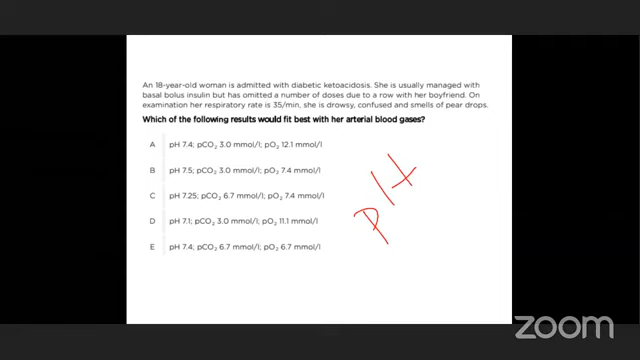 An 18-year-old woman is admitted with diabetic ketoacidosis. She is usually managed with
basal bolus insulin but has omitted a number of doses due to a row with her boyfriend. On
examination her respiratory rate is 35/min, she is drowsy, confused and smells of pear drops.
Which of the following results would fit best with her arterial blood gases?
A pH 7.4; pCO₂ 3.0 mmol/l; pO₂ 12.1 mmol/l
B pH 7.5; pCO₂ 3.0 mmol/l; pO₂ 7.4 mmol/l
C pH 7.25; pCO₂ 6.7 mmol/l; pO₂ 7.4 mmol/l
D pH 7.1; pCO₂ 3.0 mmol/l, pO₂ 11.1 mmol/l
E pH 7.4; pCO₂ 6.7 mmol/l; pO₂ 6.7 mmol/l
PH
zoom